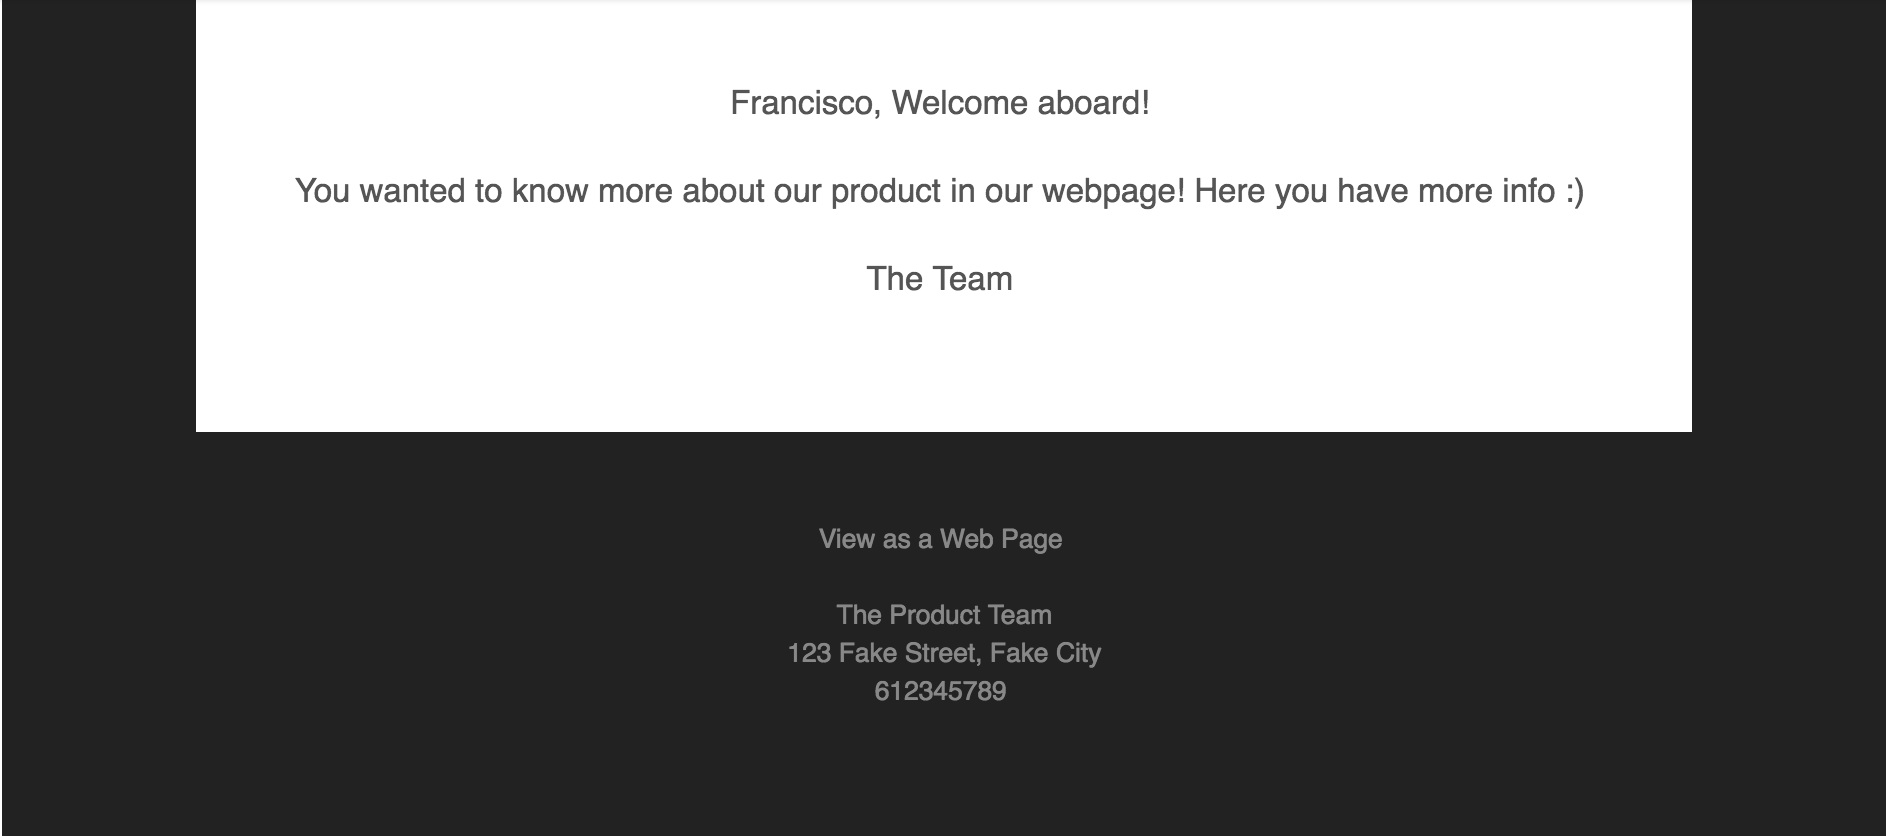 Francisco, Welcome aboard!
You wanted to know more about our product in our webpage! Here you have more info :)
The Team
View as a Web Page
The Product Team
123 Fake Street, Fake City
612345789